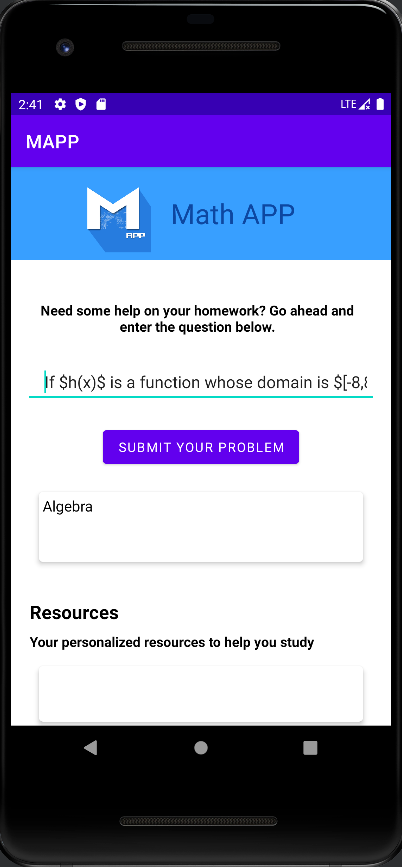 2:41
LTE
MAPP
M
APP
Math APP
Need some help on your homework? Go ahead and
enter the question below.
If $h(x)$ is a function whose domain is $[-8,8
SUBMIT YOUR PROBLEM
Algebra
Resources
Your personalized resources to help you study